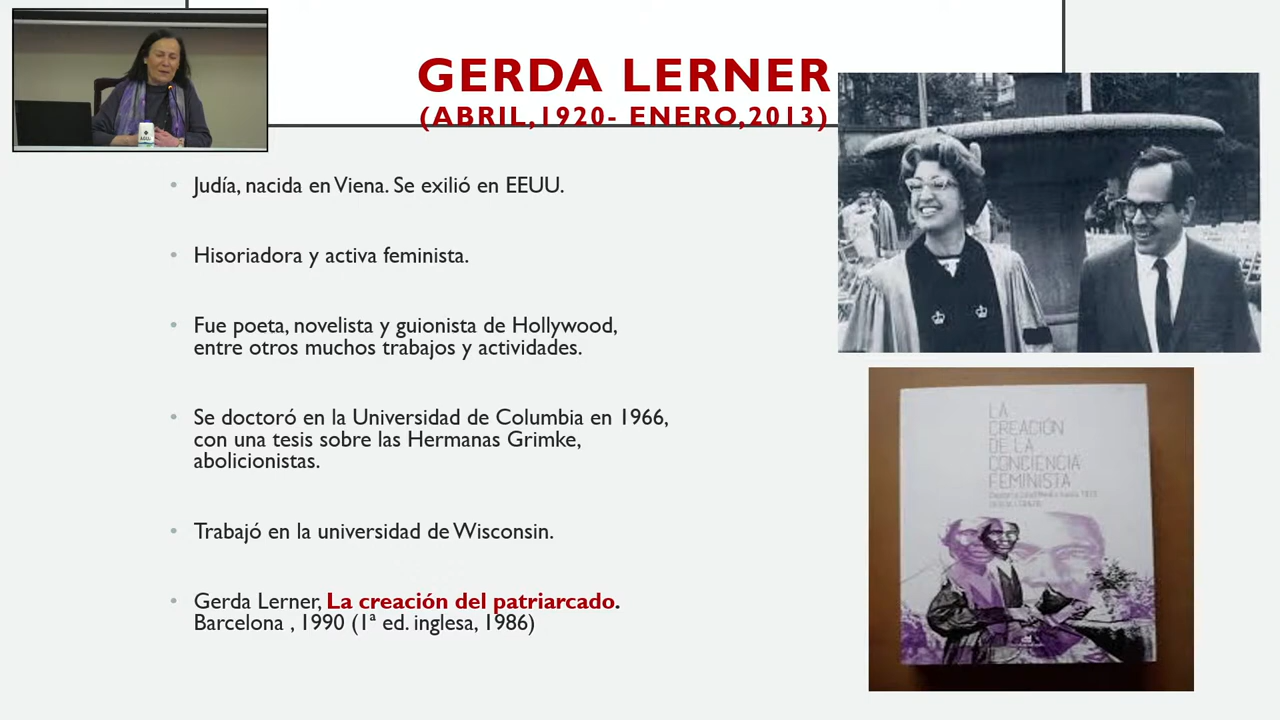 GERDA LERNER
(ABRIL,1920- ENERO,2013)
Judía, nacida en Viena. Se exilió en EEUU.
Hisoriadora y activa feminista.
Fue poeta, novelista y guionista de Hollywood,
entre otros muchos trabajos y actividades.
Se doctoró en la Universidad de Columbia en 1966,
con una tesis sobre las Hermanas Grimke,
abolicionistas.
Trabajó en la universidad de Wisconsin.
Gerda Lerner, La creación del patriarcado.
Barcelona , 1990 (1ª ed. inglesa, 1986)
LA
CREACIÓN
DE LA
CONCIENCIA
FEMINISTA